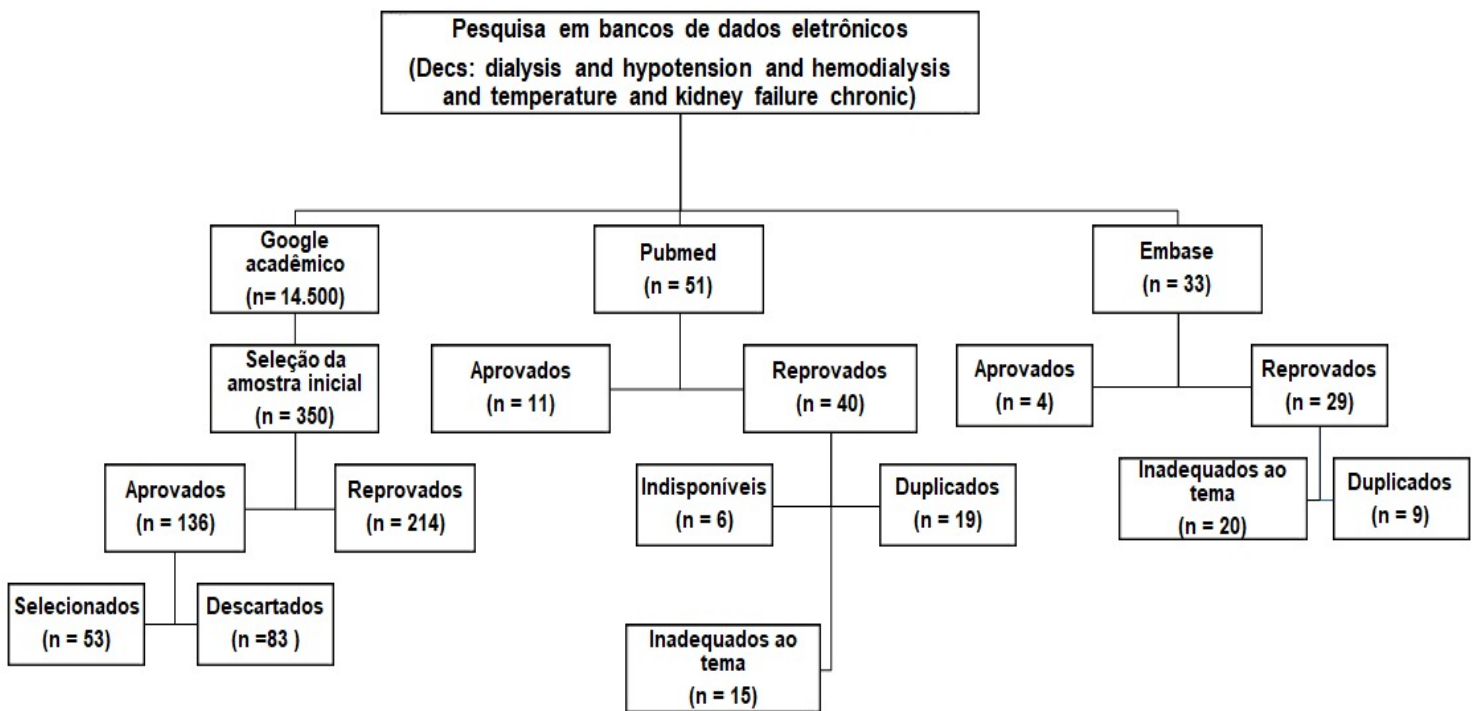 Pesquisa em bancos de dados eletrônicos
(Decs: dialysis and hypotension and hemodialysis
and temperature and kidney failure chronic)
Google
acadêmico
(n= 14.500)
Pubmed
(n = 51)
Embase
(n = 33)
Seleção da
amostra inicial
(n = 350)
Aprovados
(n = 11)
Reprovados
(n = 40)
Aprovados
(n = 4)
Reprovados
(n = 29)
Aprovados
(n = 136)
Reprovados
(n = 214)
Indisponíveis
(n = 6)
Duplicados
(n = 19)
Inadequados ao
tema
(n = 20)
Duplicados
(n = 9)
Selecionados
(n = 53)
Descartados
(n =83 )
Inadequados ao
tema
(n = 15)